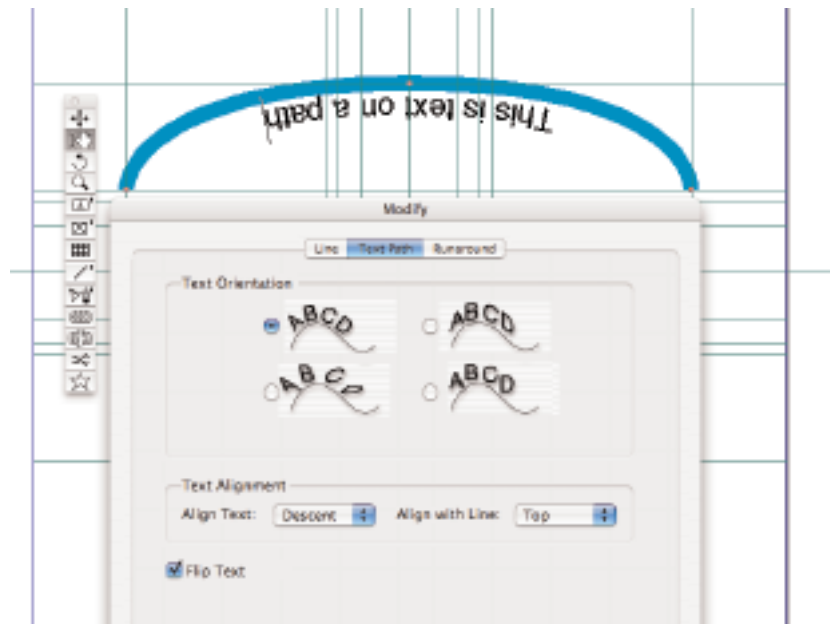 This is text on a path
Modify
Line Text Path Runaround
Text Orientation
ABCD ABCD
ABCD ABCD
Text Alignment
Align Text: Descent Align with Line: Top
Flip Text